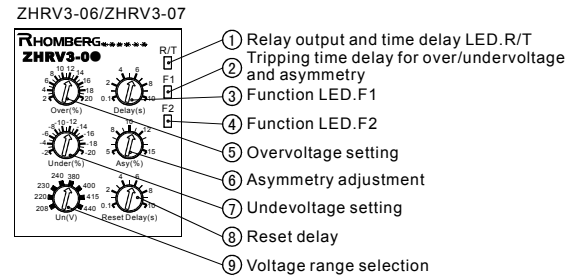 ZHRV3-06/ZHRV3-07
RHOMBERG
ZHRV3-0
R/T
F1
F2
2 4 6 8 10 12 14 16 18 20
Over(%)
0.1 2 4 6 8 10
Delay(s)
-2 -4 -6 -8 -10 -12 -14 -16 -18 -20
Under(%)
5 8 10 12 15
Asy(%)
208 220 230 240 380 400 415 440
Un(V)
0.1 2 4 6 8 10
Reset Delay(s)
1 Relay output and time delay LED.R/T
2 Tripping time delay for over/undervoltage
and asymmetry
3 Function LED.F1
4 Function LED.F2
5 Overvoltage setting
6 Asymmetry adjustment
7 Undevoltage setting
8 Reset delay
9 Voltage range selection